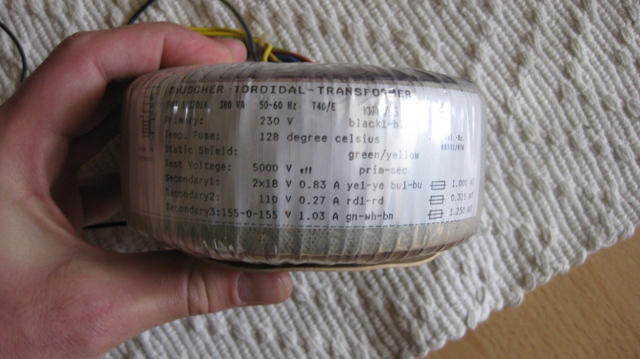 TOROIDAL-TRANSFORMER
300 VA 50-60 Hz T40/E
Primary: 230 V black1-b
Temp. Fuse: 128 degree celsius
Static Shield: green/yellow
Test Voltage: 5000 V eff prim-sec
Secondary1: 2x18 V 0.83 A ye1-ye bu1-bu
Secondary2: 110 V 0.27 A rd1-rd
Secondary3:155-0-155 V 1.03 A gn-wh-bn